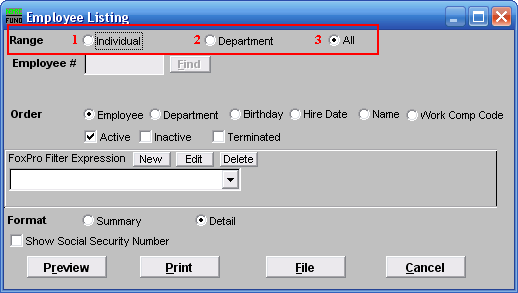 FUND
Employee Listing
Range 1 Individual 2 Department 3 All
Employee # Find
Order Employee Department Birthday Hire Date Name Work Comp Code
Active Inactive Terminated
FoxPro Filter Expression New Edit Delete
Format Summary Detail
Show Social Security Number
Preview Print File Cancel